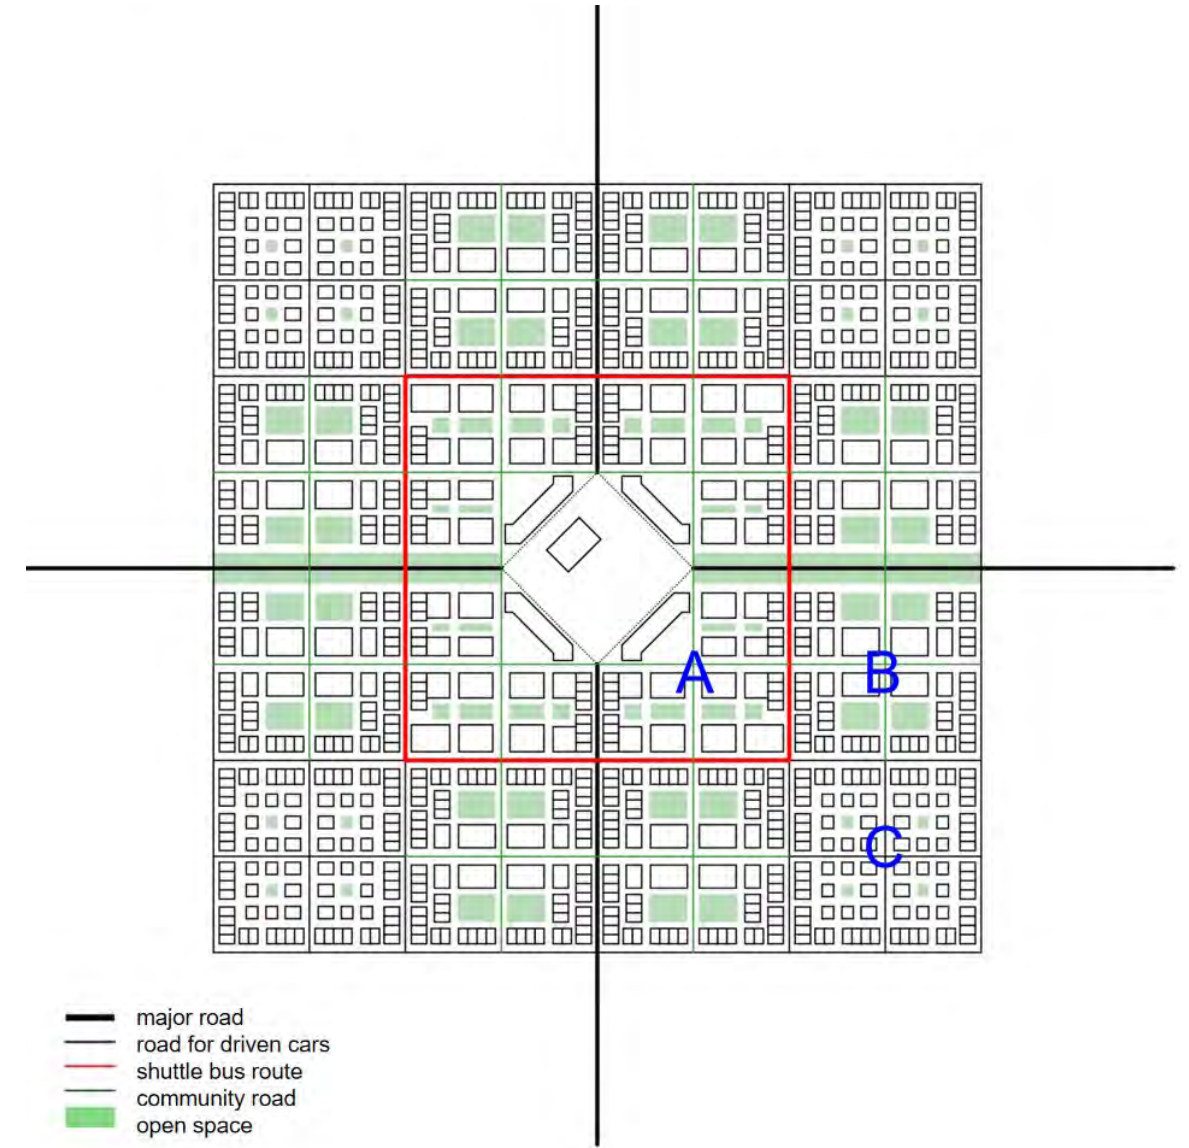 A
B
C
major road
road for driven cars
shuttle bus route
community road
open space